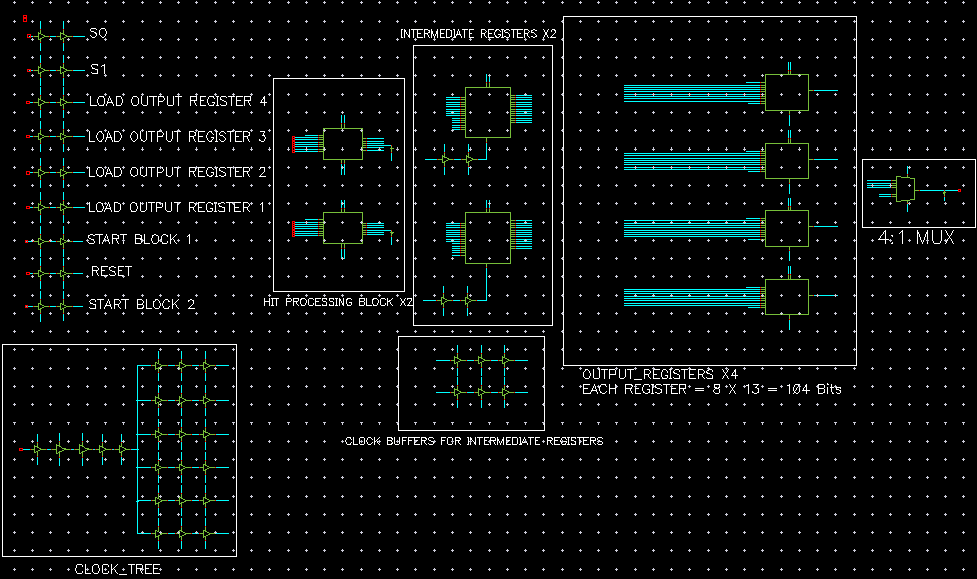 SO
S1
LOAD OUTPUT REGISTER 4
LOAD OUTPUT REGISTER 3
LOAD OUTPUT REGISTER 2
LOAD OUTPUT REGISTER 1
START BLOCK 1
RESET
START BLOCK 2
CLOCK_TREE
HIT PROCESSING BLOCK X2
INTERMEDIATE REGISTERS X2
CLOCK BUFFERS FOR INTERMEDIATE REGISTERS
OUTPUT_REGISTERS X4
EACH REGISTER = 8 X 13 = 104 Bits
4:1 MUX